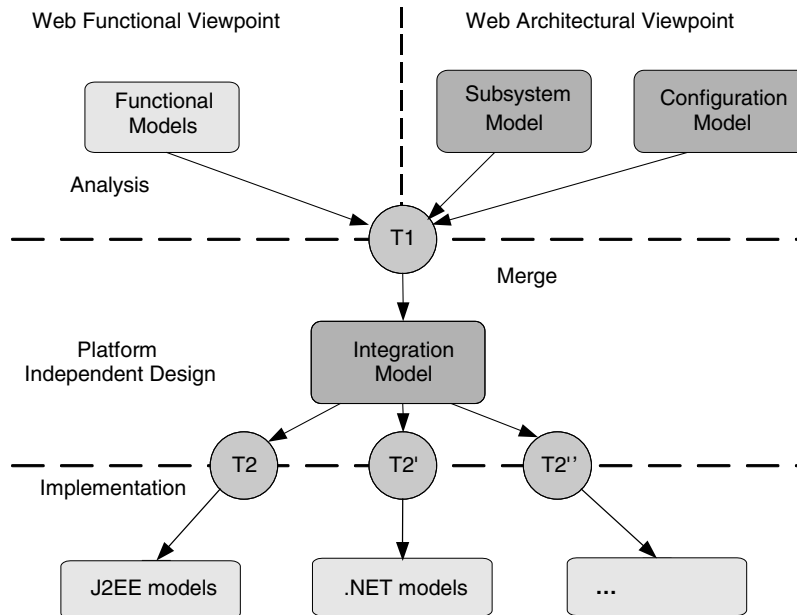 Web Functional Viewpoint
Web Architectural Viewpoint
Functional
Models
Subsystem
Model
Configuration
Model
Analysis
T1
Merge
Platform
Independent Design
Integration
Model
T2
T2'
T2''
Implementation
J2EE models
.NET models
...